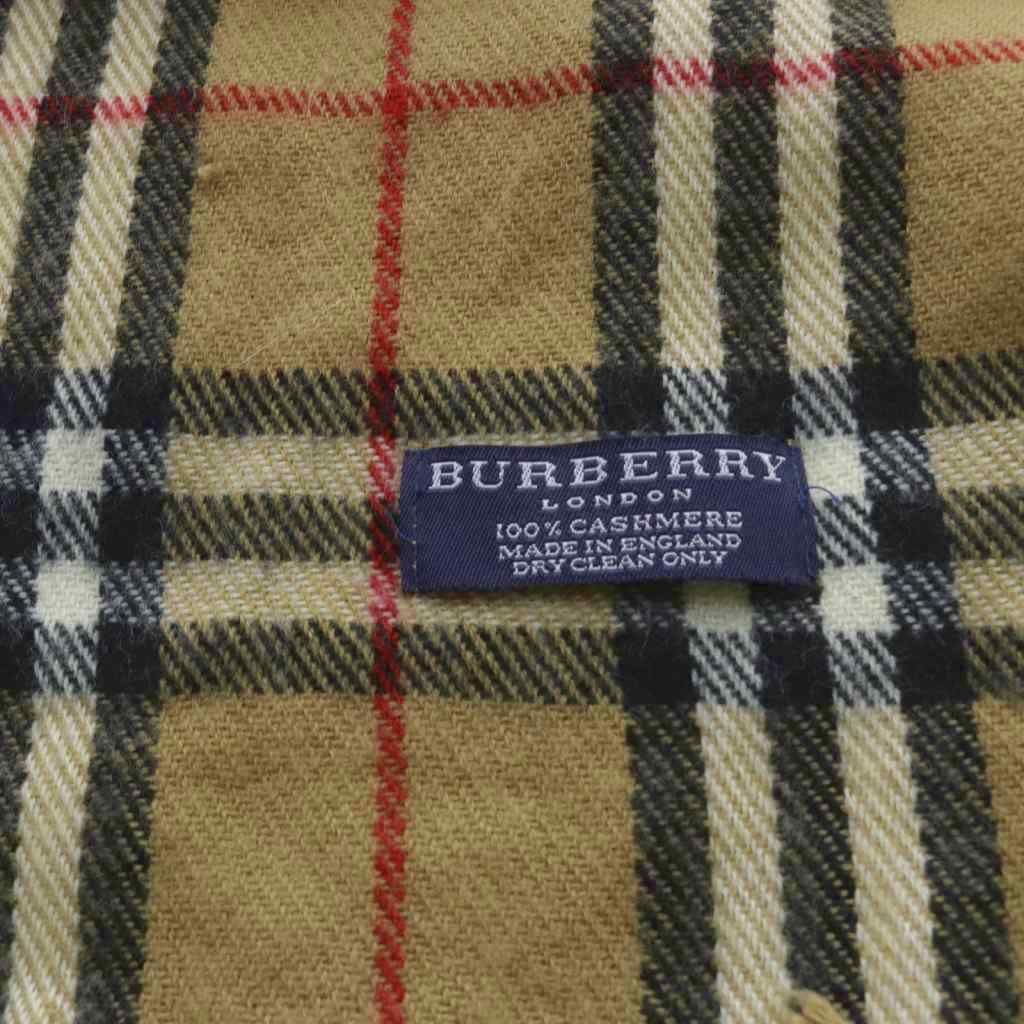 BURBERRY
LONDON
100% CASHMERE
MADE IN ENGLAND
DRY CLEAN ONLY